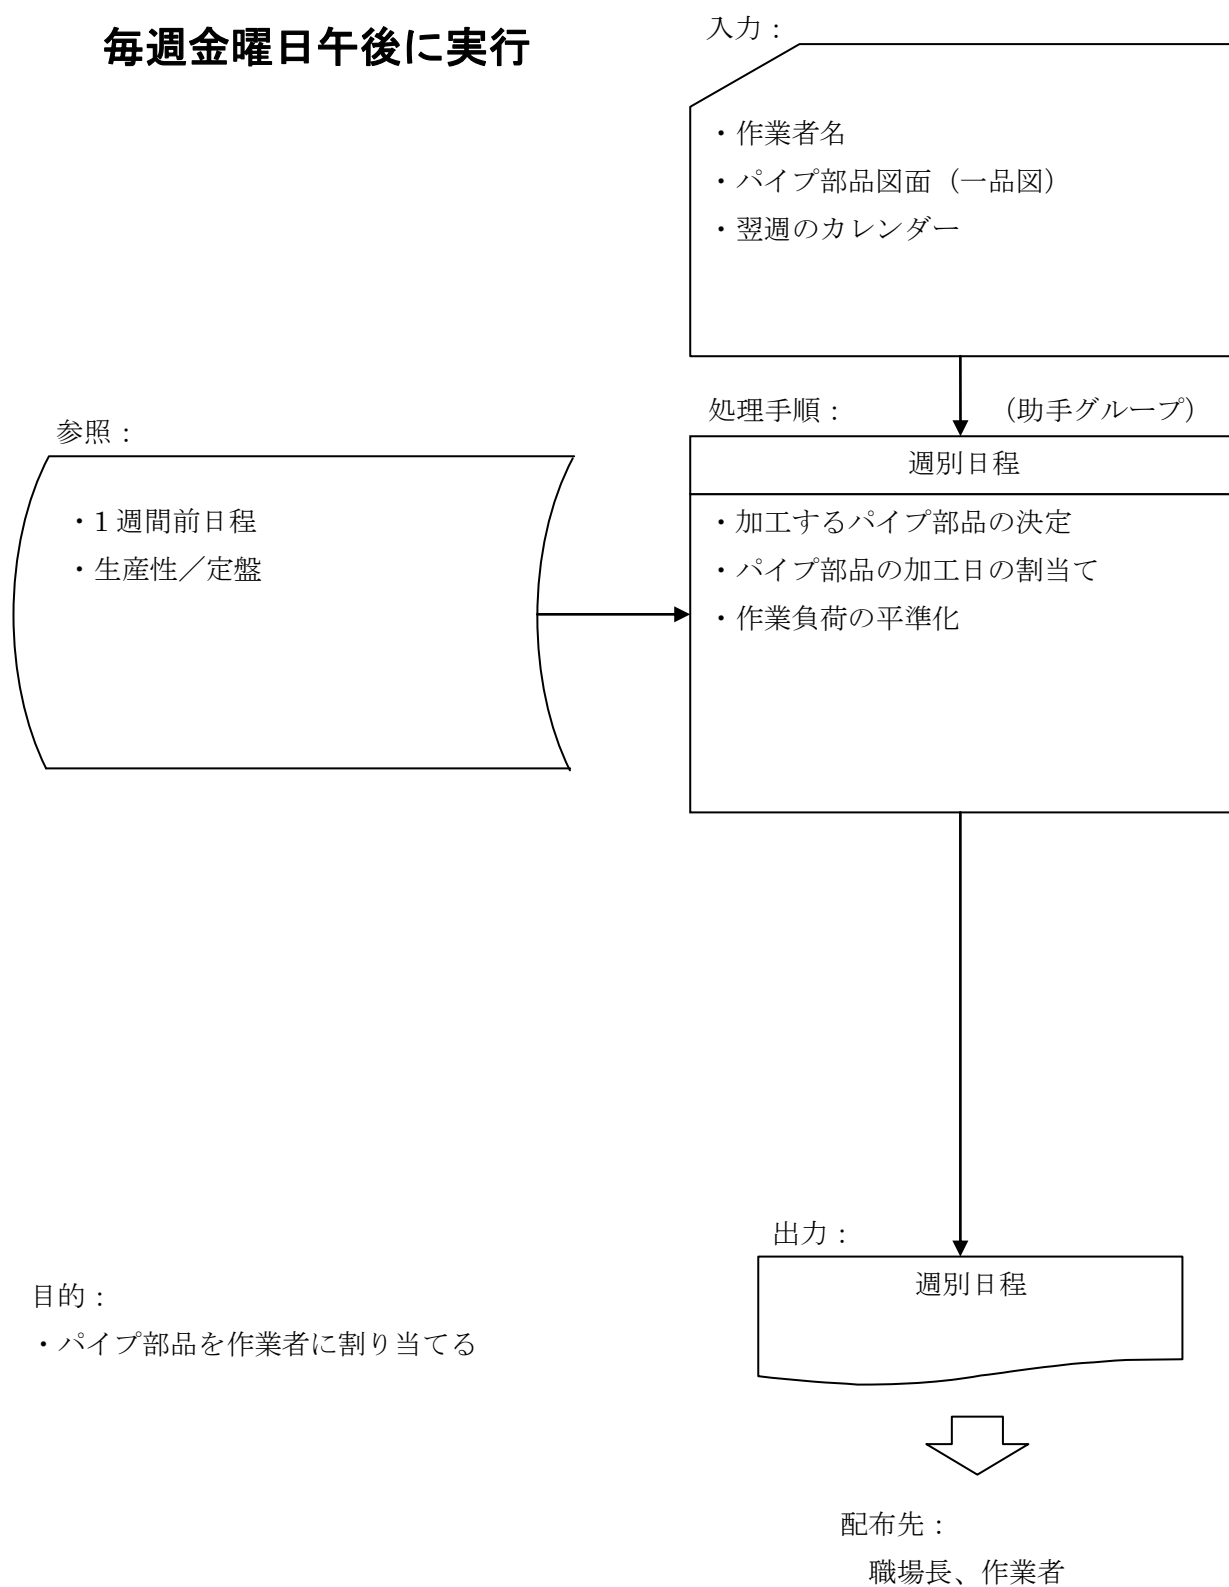 毎週金曜日午後に実行
入力：
・作業者名
・パイプ部品図面（一品図）
・翌週のカレンダー
処理手順：　（助手グループ）
参照：
・1週間前日程
・生産性／定盤
週別日程
・加工するパイプ部品の決定
・パイプ部品の加工日の割当て
・作業負荷の平準化
出力：
週別日程
目的：
・パイプ部品を作業者に割り当てる
配布先：
職場長、作業者